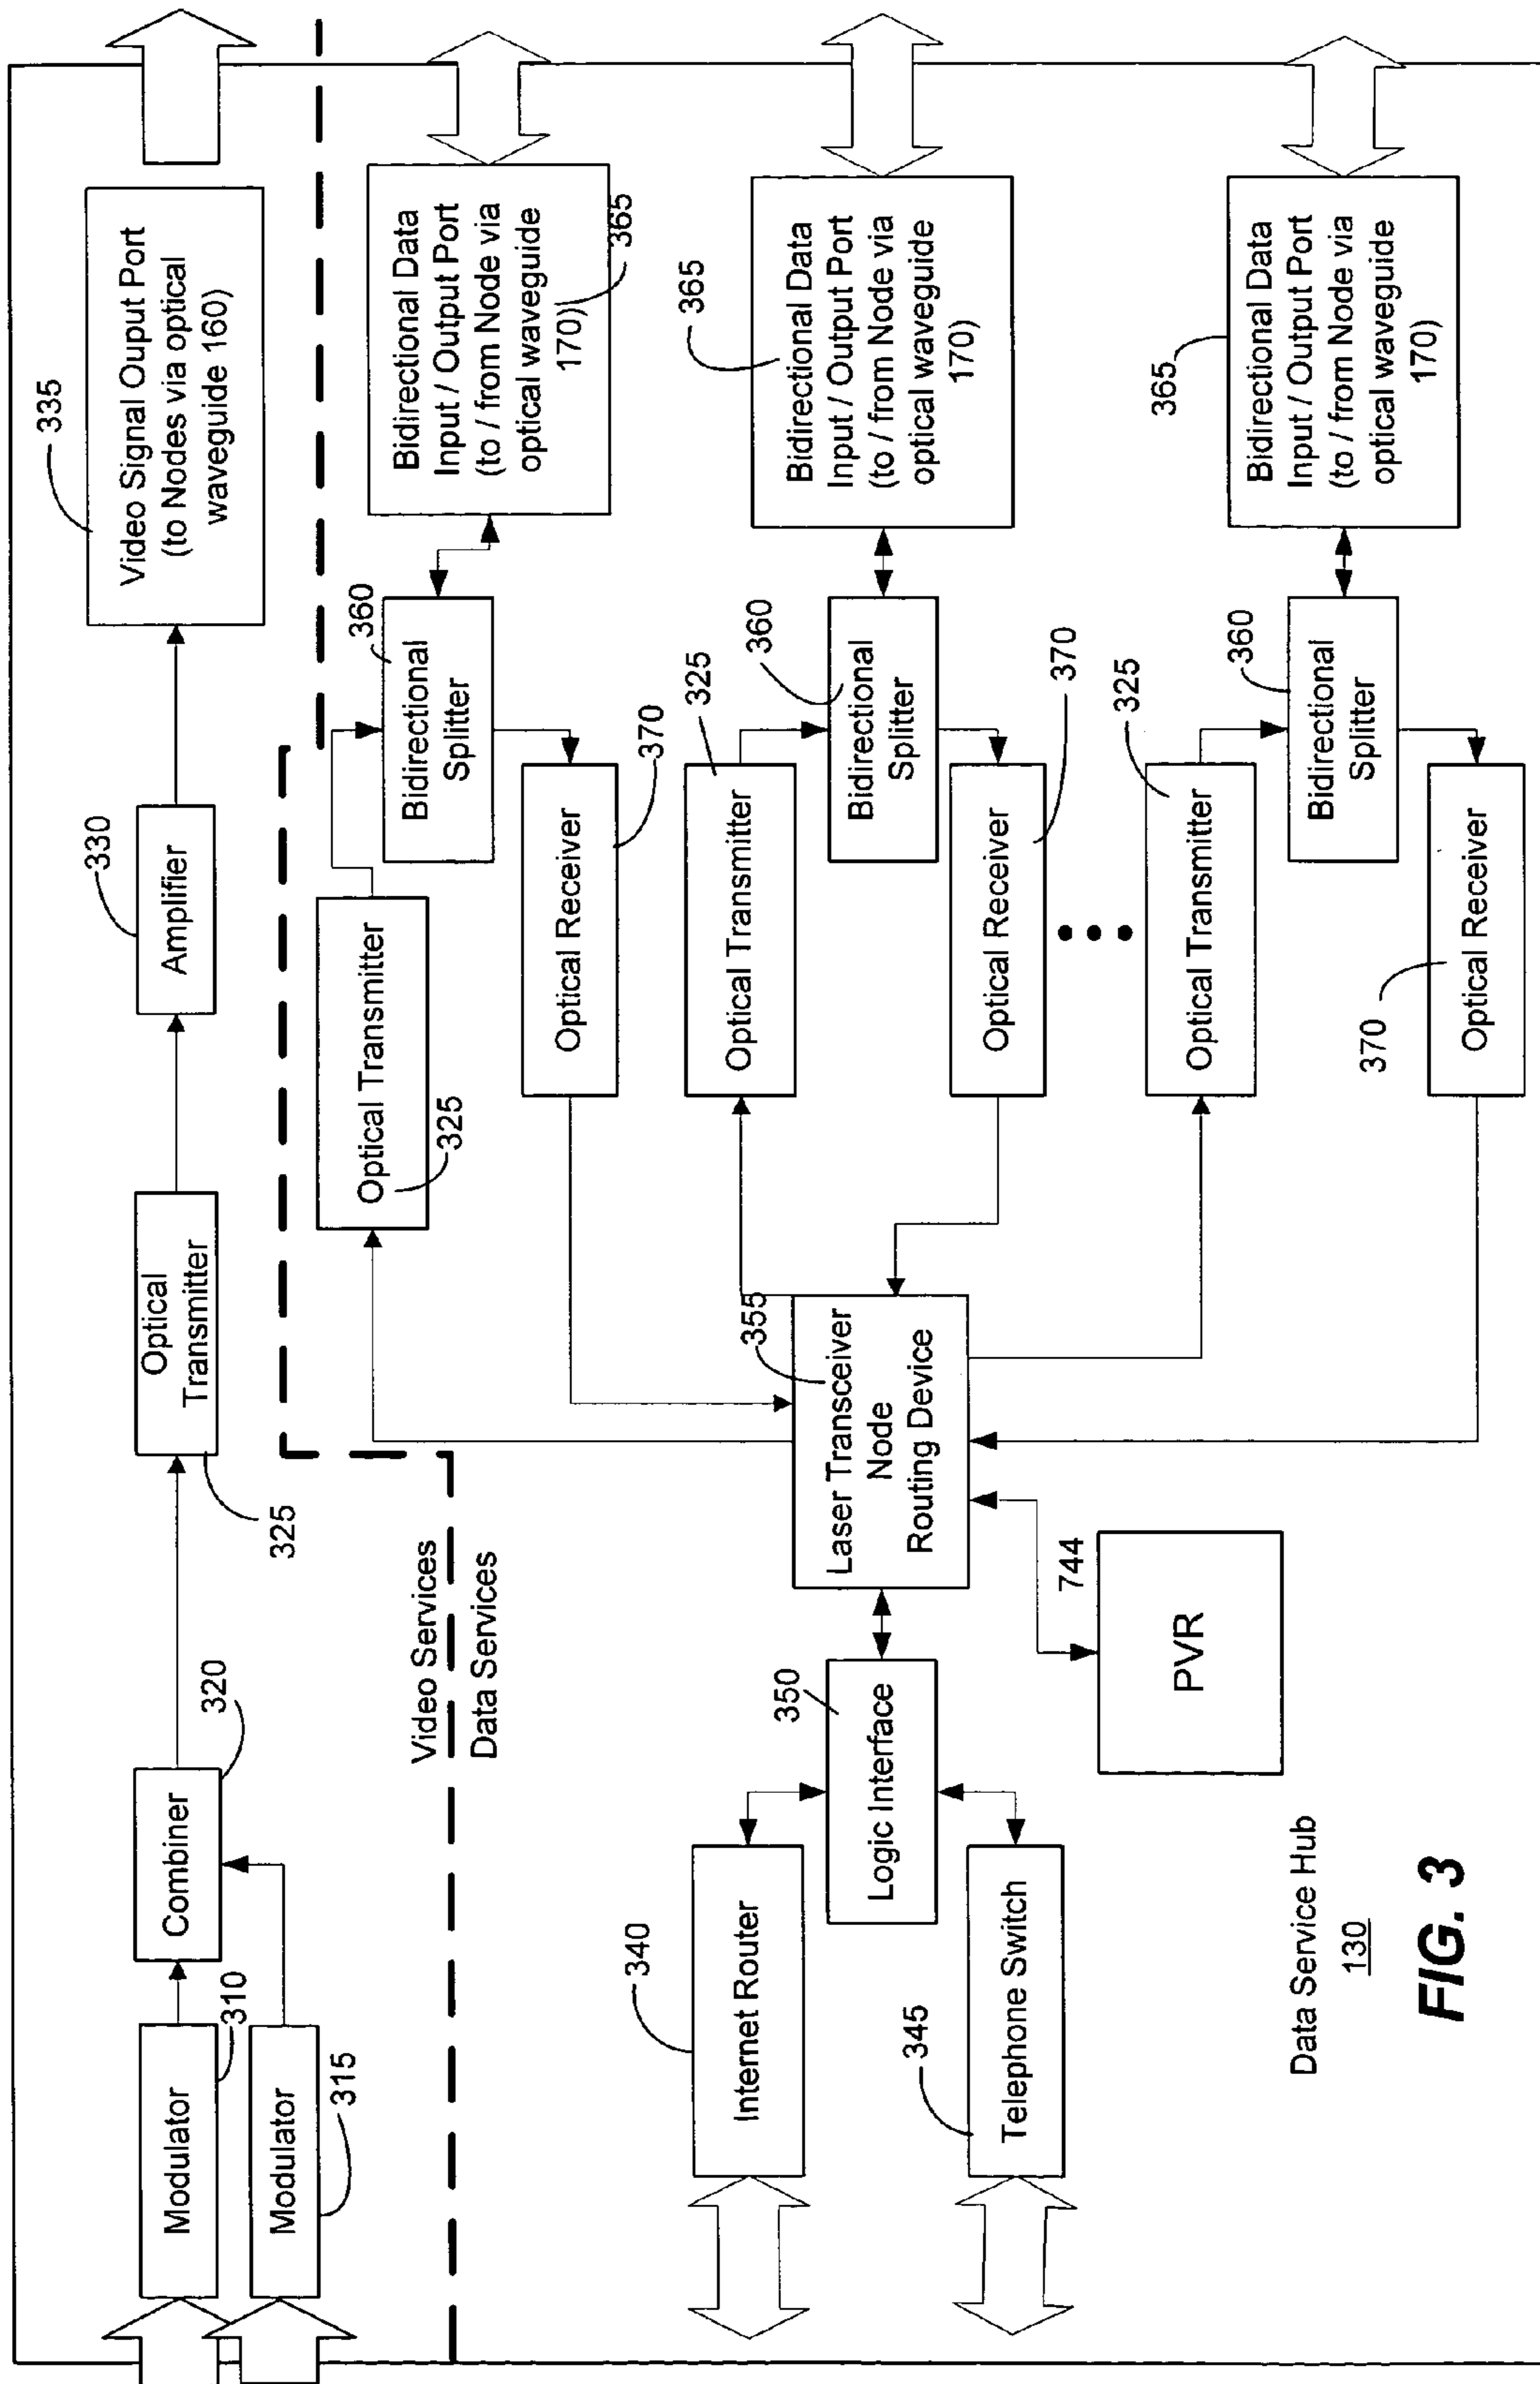 Modulator
310
Modulator
315
Combiner
320
Optical
Transmitter
325
Amplifier
330
Video Signal Ouput Port
(to Nodes via optical
waveguide 160)
335
Video Services
Data Services
Internet Router
340
Telephone Switch
345
Logic Interface
350
Laser Transceiver
Node
Routing Device
355
PVR
744
Optical Transmitter
325
Bidirectional
Splitter
360
Optical Receiver
370
Bidirectional Data
Input / Output Port
(to / from Node via
optical waveguide
170)
365
Optical Transmitter
325
Bidirectional
Splitter
360
Optical Receiver
370
Bidirectional Data
Input / Output Port
(to / from Node via
optical waveguide
170)
365
Optical Transmitter
325
Bidirectional
Splitter
360
Optical Receiver
370
Bidirectional Data
Input / Output Port
(to / from Node via
optical waveguide
170)
365
Data Service Hub
130
FIG. 3